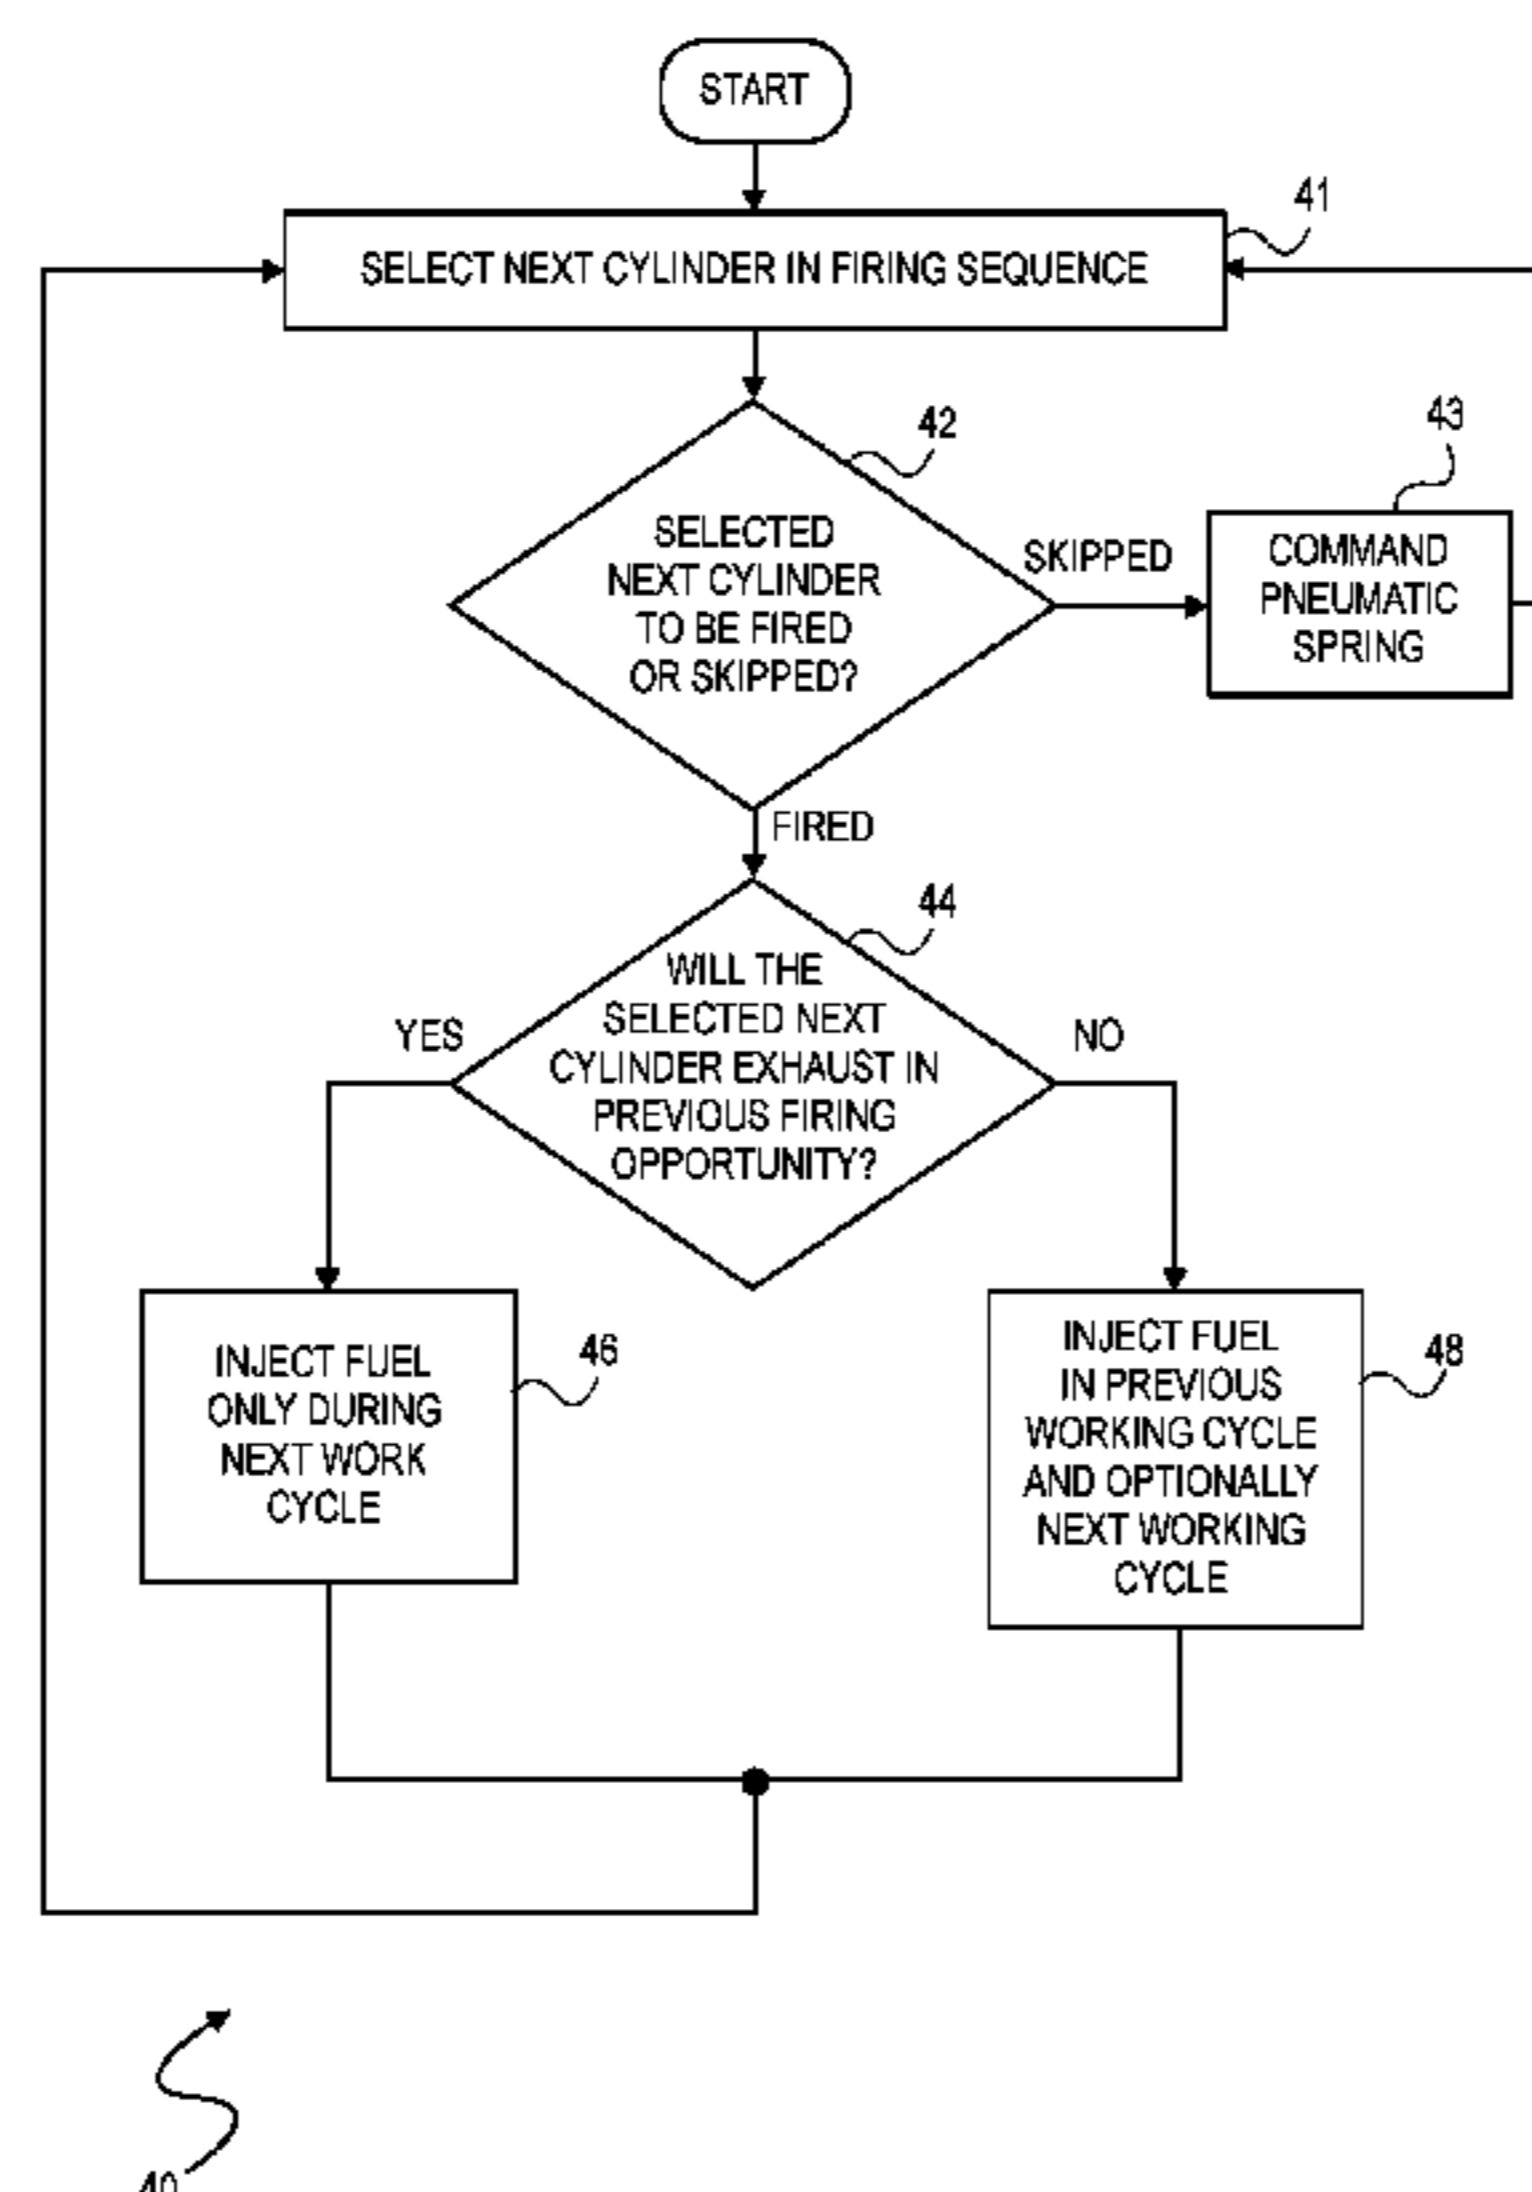 START
41
SELECT NEXT CYLINDER IN FIRING SEQUENCE
42
43
SELECTED
NEXT CYLINDER
TO BE FIRED
OR SKIPPED?
SKIPPED
COMMAND
PNEUMATIC
SPRING
FIRED
44
WILL THE
SELECTED NEXT
CYLINDER EXHAUST IN
PREVIOUS FIRING
OPPORTUNITY?
YES
NO
INJECT FUEL
ONLY DURING
NEXT WORK
CYCLE
46
INJECT FUEL
IN PREVIOUS
WORKING CYCLE
AND OPTIONALLY
NEXT WORKING
CYCLE
48
40